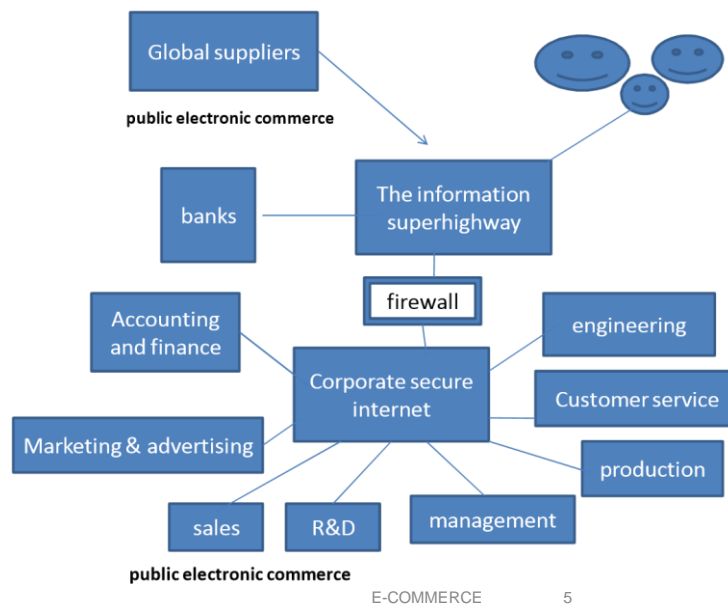 Global suppliers
public electronic commerce
The information
superhighway
banks
firewall
Accounting
and finance
engineering
Corporate secure
internet
Customer service
Marketing & advertising
production
sales
R&D
management
public electronic commerce
E-COMMERCE 5